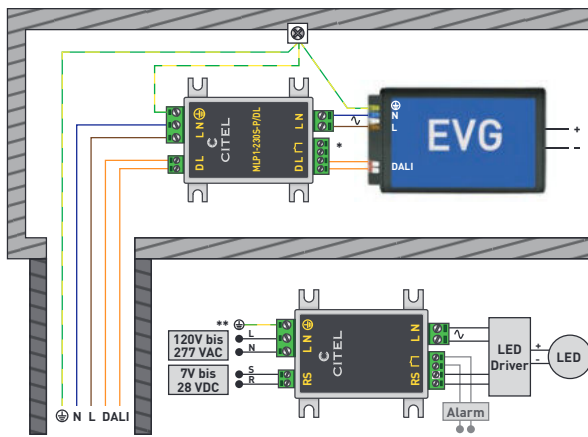 N
L N
L N
L
EVG
+
-
C
CITEL
MLP1-230S-P/DL
*
DL
DL
DALI
**
L
120V bis
277 VAC
N
L N
L N
C
CITEL
LED
Driver
+
-
LED
7V bis
28 VDC
S
R
RS
RS
Alarm
N L DALI